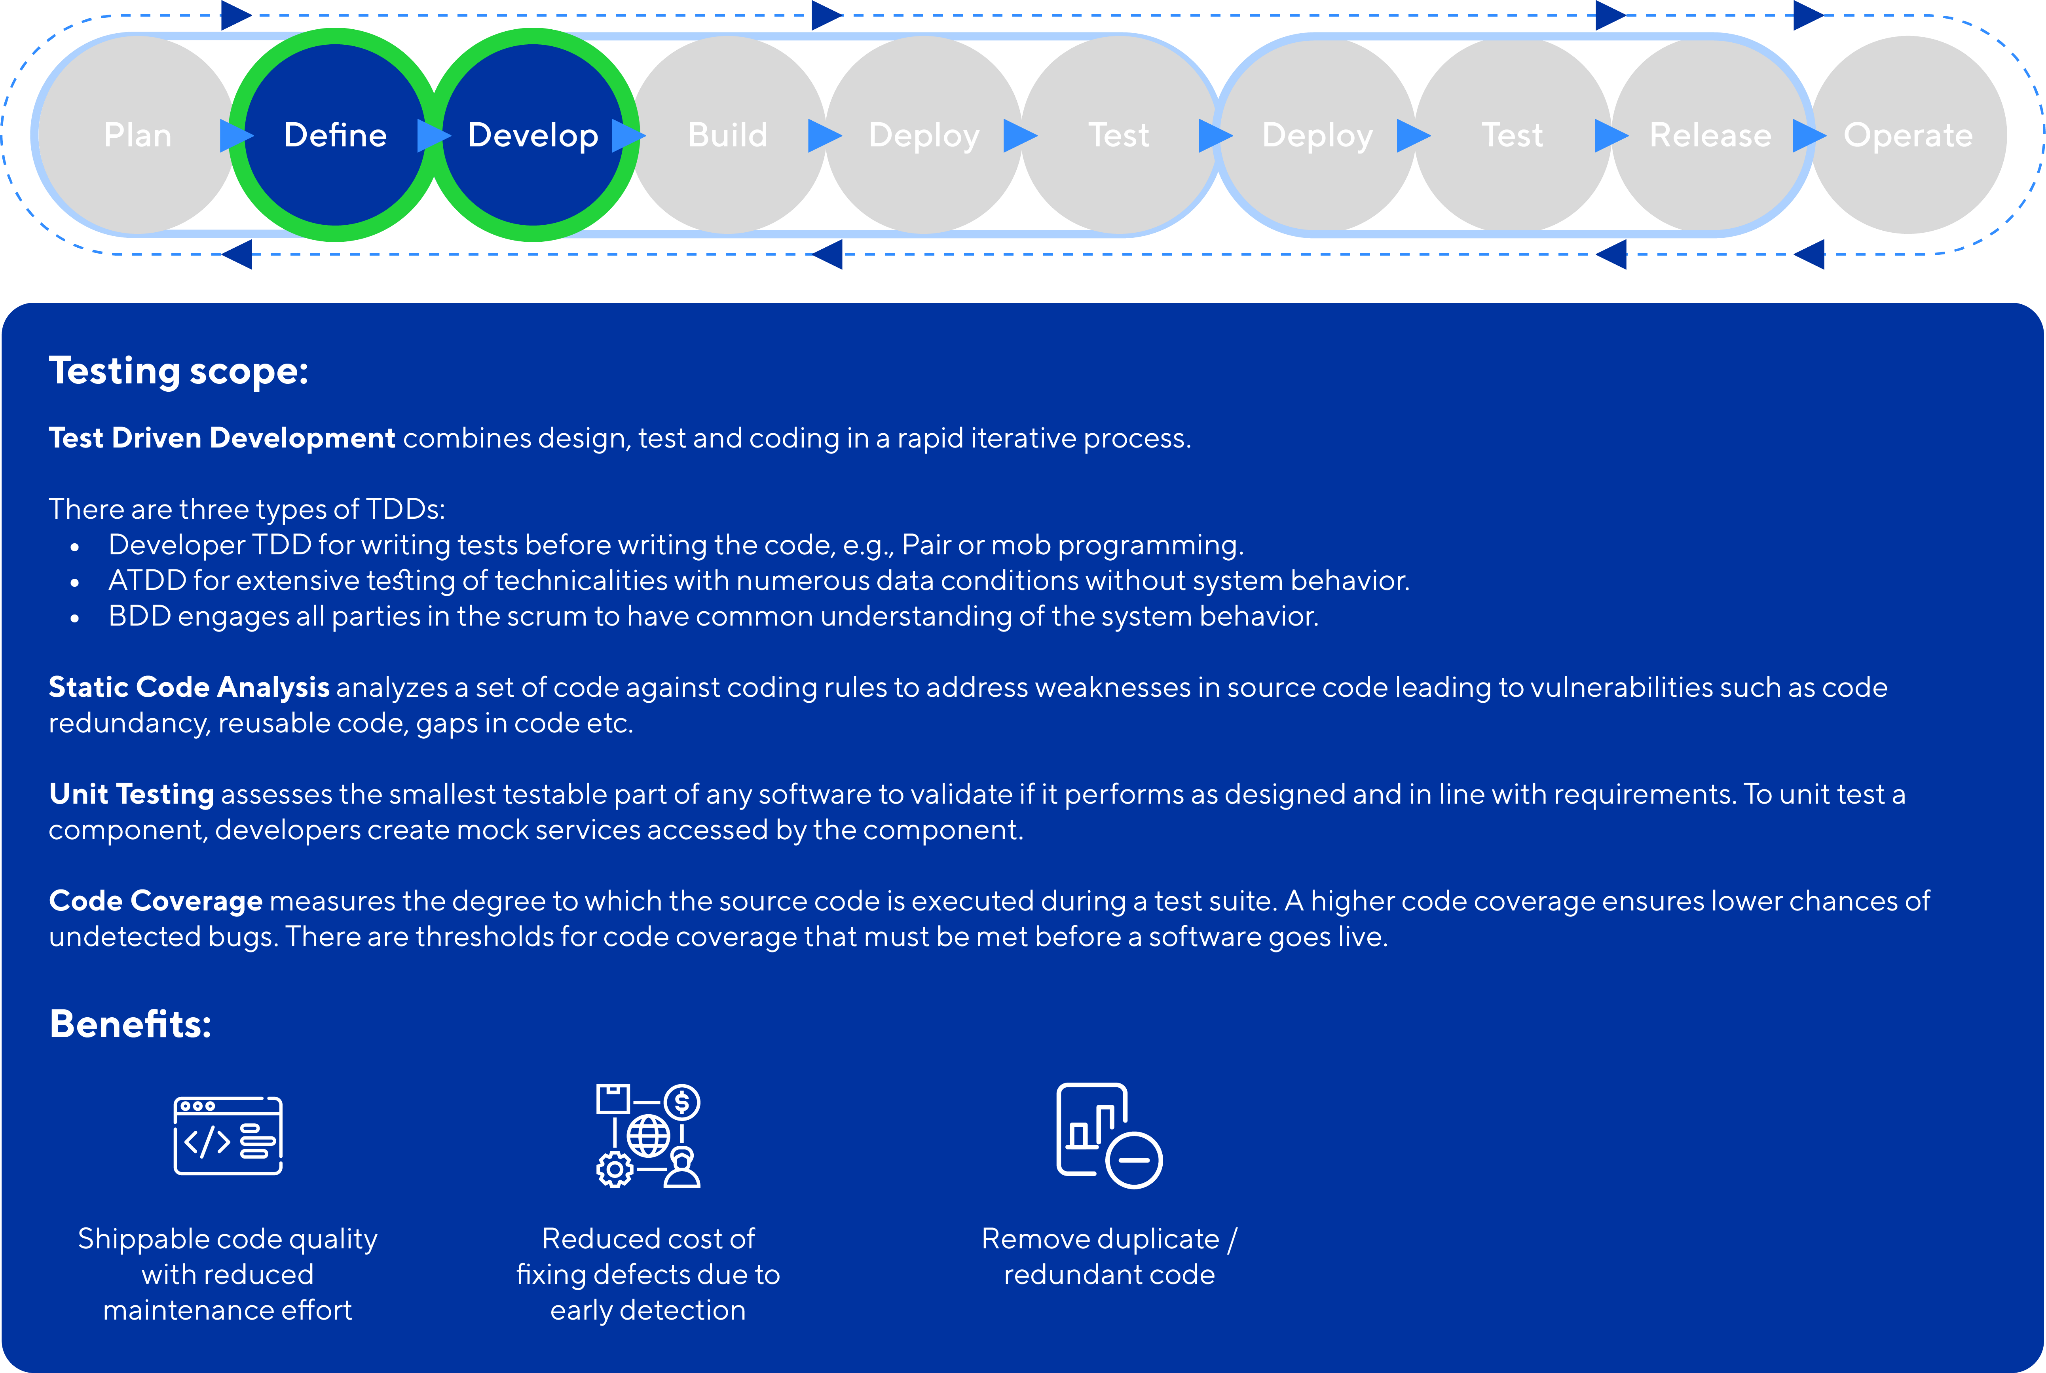 Plan
Define
Develop
Build
Deploy
Test
Deploy
Test
Release
Operate
Testing scope:
Test Driven Development combines design, test and coding in a rapid iterative process.
There are three types of TDDs:
• Developer TDD for writing tests before writing the code, e.g., Pair or mob programming.
• ATDD for extensive testing of technicalities with numerous data conditions without system behavior.
• BDD engages all parties in the scrum to have common understanding of the system behavior.
Static Code Analysis analyzes a set of code against coding rules to address weaknesses in source code leading to vulnerabilities such as code
redundancy, reusable code, gaps in code etc.
Unit Testing assesses the smallest testable part of any software to validate if it performs as designed and in line with requirements. To unit test a
component, developers create mock services accessed by the component.
Code Coverage measures the degree to which the source code is executed during a test suite. A higher code coverage ensures lower chances of
undetected bugs. There are thresholds for code coverage that must be met before a software goes live.
Benefits:
Shippable code quality
with reduced
maintenance effort
Reduced cost of
fixing defects due to
early detection
Remove duplicate /
redundant code